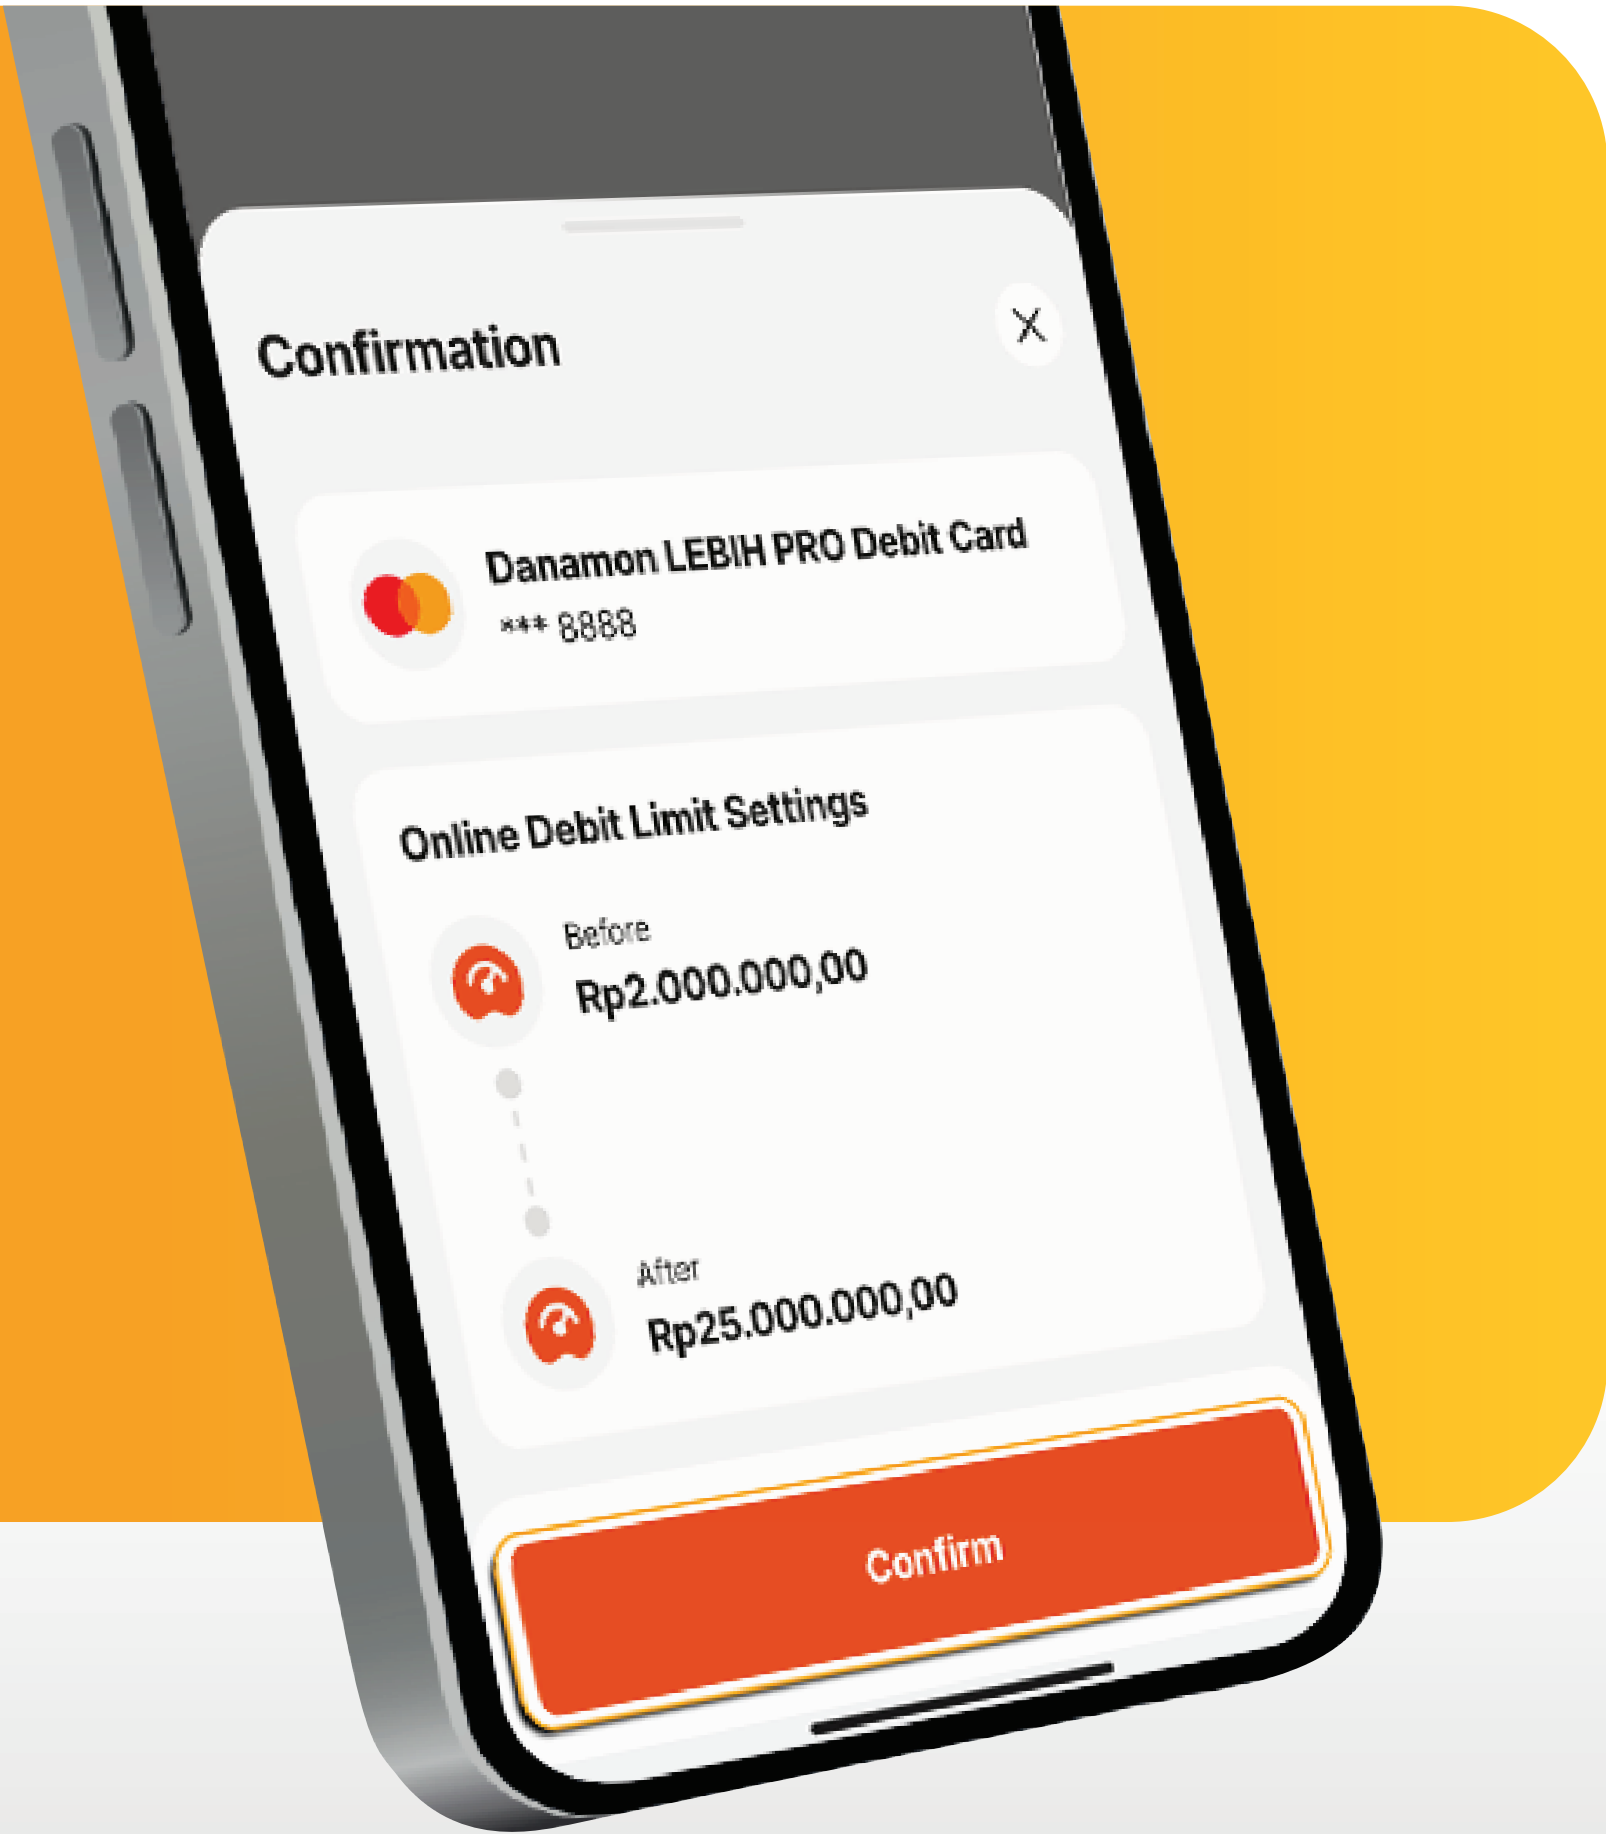 Confirmation
Danamon LEBIH PRO Debit Card
*** 8888
Online Debit Limit Settings
Before
Rp2.000.000,00
After
Rp25.000.000,00
Confirm